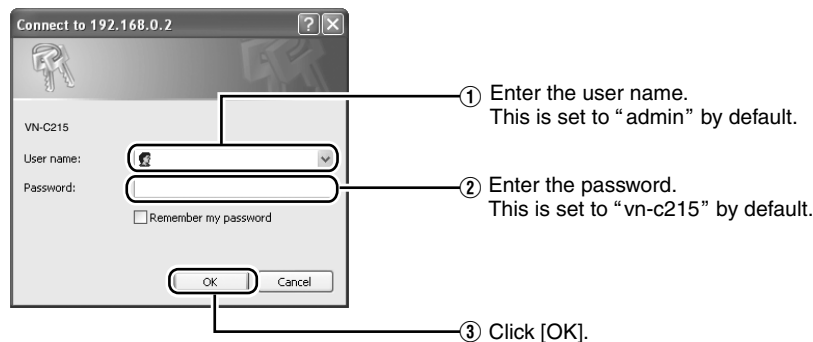 Connect to 192.168.0.2
VN-C215
User name:
Password:
Remember my password
OK
Cancel
① Enter the user name.
This is set to “admin” by default.
② Enter the password.
This is set to “vn-c215” by default.
③ Click [OK].